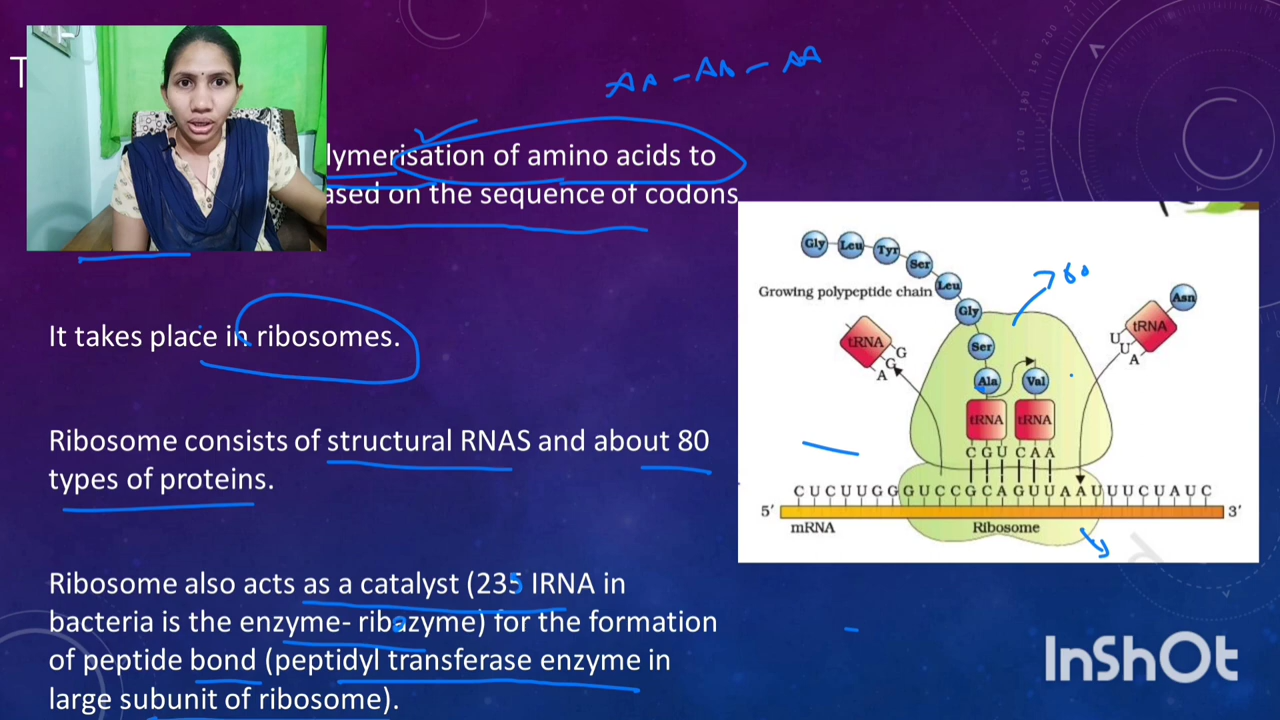 T
AA - AA - AA
lymerisation of amino acids to
ased on the sequence of codons
It takes place in ribosomes.
Ribosome consists of structural RNAS and about 80
types of proteins.
Ribosome also acts as a catalyst (235 IRNA in
bacteria is the enzyme- ribozyme) for the formation
of peptide bond (peptidyl transferase enzyme in
large subunit of ribosome).
Gly Leu Tyr Ser Leu Gly Ser Ala Val
Growing polypeptide chain
60
Asn
tRNA
U U A
tRNA
A G G
tRNA tRNA
C G U C A A
C U C U U G G G U C C G C A G U U A A U U U C U A U C
5′ 3′
mRNA Ribosome
InShOt